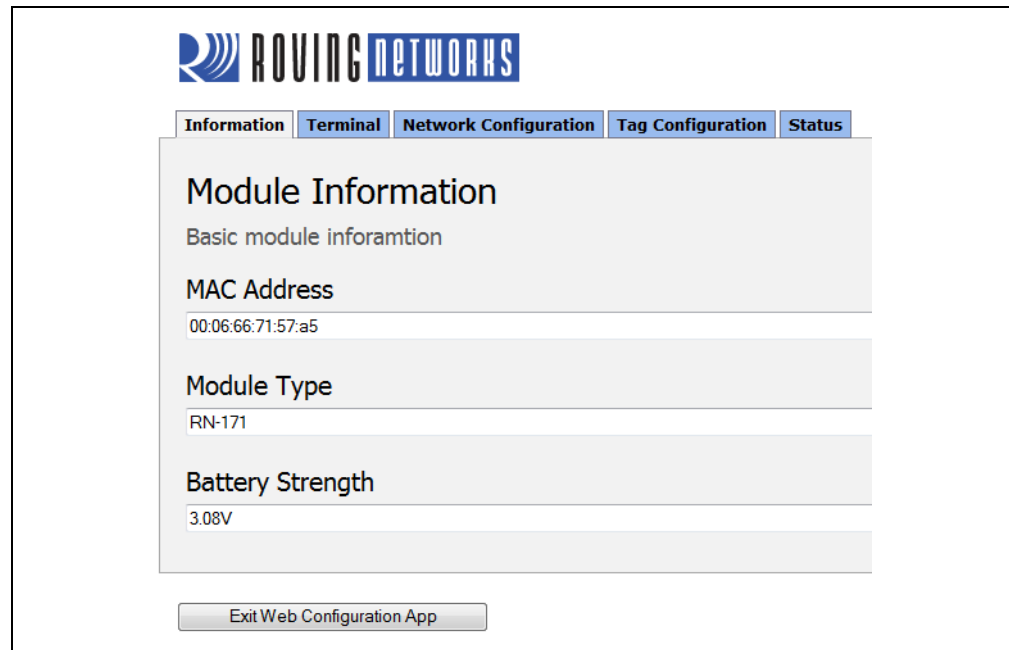 ROVING NETWORKS
Information Terminal Network Configuration Tag Configuration Status
Module Information
Basic module inforamtion
MAC Address
00:06:66:71:57:a5
Module Type
RN-171
Battery Strength
3.08V
Exit Web Configuration App